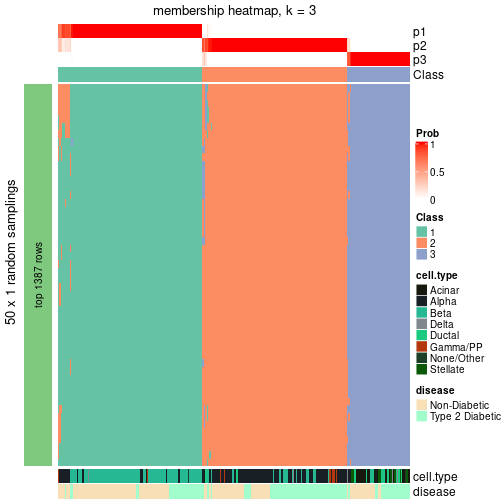 membership heatmap, k = 3
p1
p2
p3
Class
50 x 1 random samplings
top 1387 rows
Prob
1
0.5
0
Class
1
2
3
cell.type
Acinar
Alpha
Beta
Delta
Ductal
Gamma/PP
None/Other
Stellate
disease
Non-Diabetic
Type 2 Diabetic
cell.type
disease